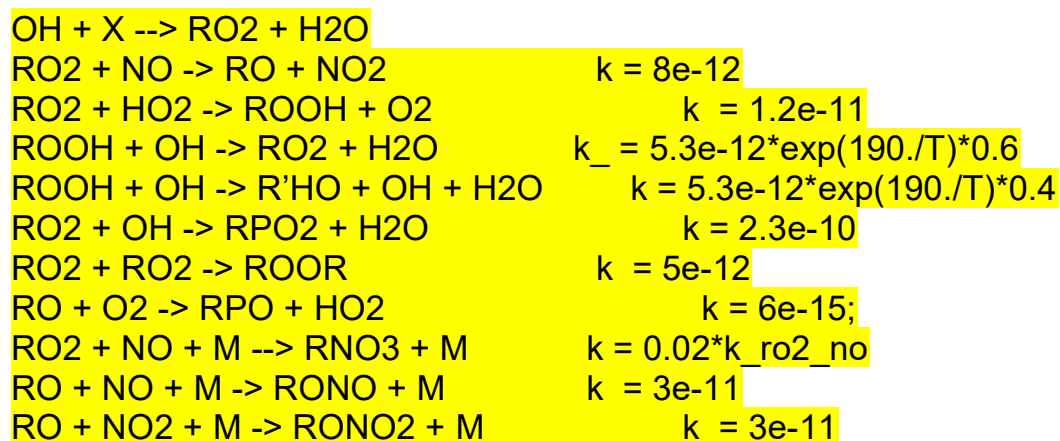 OH + X --> RO2 + H2O
RO2 + NO -> RO + NO2 k = 8e-12
RO2 + HO2 -> ROOH + O2 k = 1.2e-11
ROOH + OH -> RO2 + H2O k_ = 5.3e-12*exp(190./T)*0.6
ROOH + OH -> R'HO + OH + H2O k = 5.3e-12*exp(190./T)*0.4
RO2 + OH -> RPO2 + H2O k = 2.3e-10
RO2 + RO2 -> ROOR k = 5e-12
RO + O2 -> RPO + HO2 k = 6e-15;
RO2 + NO + M --> RNO3 + M k = 0.02*k_ro2_no
RO + NO + M -> RONO + M k = 3e-11
RO + NO2 + M -> RONO2 + M k = 3e-11